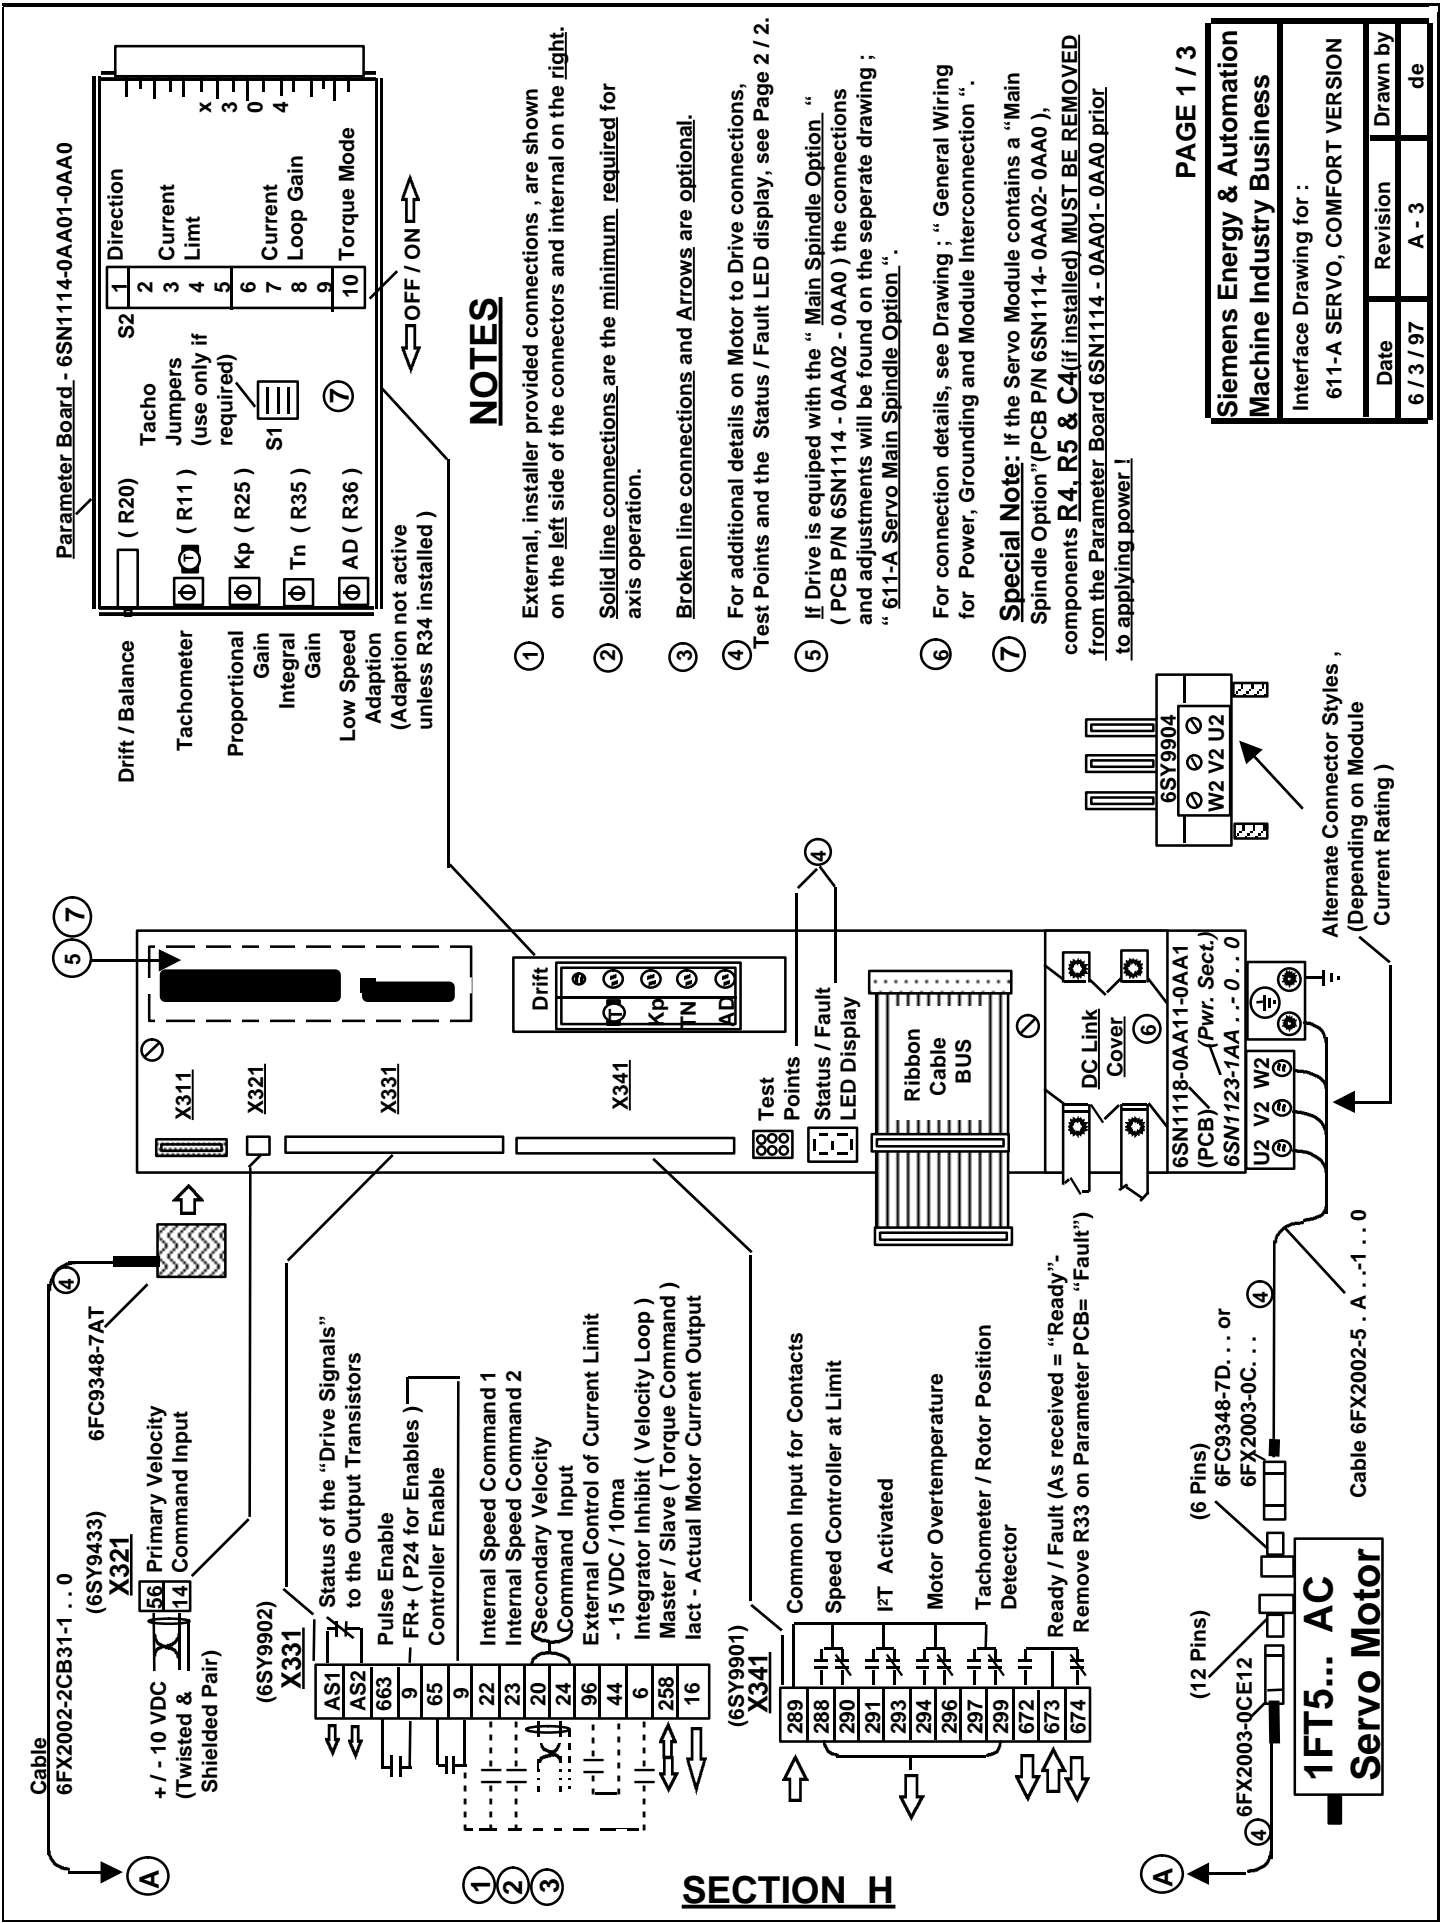 SECTION H
Cable
6FX2002-2CB31-1 . . 0
A
+ / - 10 VDC
(Twisted &
Shielded Pair)
(6SY9433)
X321
56
14
Primary Velocity
Command Input
6FC9348-7AT
4
1
2
3
(6SY9902)
X331
AS1
AS2
663
9
65
9
22
23
20
24
96
44
6
258
16
Status of the “Drive Signals”
to the Output Transistors
Pulse Enable
FR+ ( P24 for Enables )
Controller Enable
Internal Speed Command 1
Internal Speed Command 2
Secondary Velocity
Command Input
External Control of Current Limit
- 15 VDC / 10ma
Integrator Inhibit ( Velocity Loop )
Master / Slave ( Torque Command )
Iact - Actual Motor Current Output
(6SY9901)
X341
289
288
290
291
293
294
296
297
299
672
673
674
Common Input for Contacts
Speed Controller at Limit
I²T Activated
Motor Overtemperature
Tachometer / Rotor Position
Detector
Ready / Fault (As received = “Ready”-
Remove R33 on Parameter PCB= “Fault”)
A
4
6FX2003-0CE12
(12 Pins)
(6 Pins)
6FC9348-7D. . . or
6FX2003-0C. . .
4
1FT5... AC
Servo Motor
Cable 6FX2002-5 . A . . -1 . . 0
5
7
X311
X321
X331
X341
Drift
T
Kp
TN
AD
Test
Points
Status / Fault
LED Display
4
Ribbon
Cable
BUS
DC Link
Cover
6
6SN1118-0AA11-0AA1
(PCB)
(Pwr. Sect.)
6SN1123-1AA . .- 0 . . . 0
U2 V2 W2
6SY9904
W2 V2 U2
Alternate Connector Styles ,
(Depending on Module
Current Rating )
Parameter Board - 6SN1114-0AA01-0AA0
Drift / Balance
Tachometer
Proportional
Gain
Integral
Gain
Low Speed
Adaption
(Adaption not active
unless R34 installed )
( R20)
T ( R11 )
Kp ( R25 )
Tn ( R35 )
AD ( R36 )
Tacho
Jumpers
(use only if
required)
S1
7
S2
1
2
3
4
5
6
7
8
9
10
Direction
Current
Limt
Current
Loop Gain
Torque Mode
x
3
0
4
OFF / ON
NOTES
1 External, installer provided connections , are shown
on the left side of the connectors and internal on the right.
2 Solid line connections are the minimum required for
axis operation.
3 Broken line connections and Arrows are optional.
4 For additional details on Motor to Drive connections,
Test Points and the Status / Fault LED display, see Page 2 / 2.
5 If Drive is equiped with the “ Main Spindle Option “
( PCB P/N 6SN1114 - 0AA02 - 0AA0 ) the connections
and adjustments will be found on the seperate drawing ;
“ 611-A Servo Main Spindle Option “ .
6 For connection details, see Drawing ; “ General Wiring
for Power, Grounding and Module Interconnection “.
7 Special Note: If the Servo Module contains a “Main
Spindle Option”(PCB P/N 6SN1114- 0AA02- 0AA0 ),
components R4, R5 & C4(if installed) MUST BE REMOVED
from the Parameter Board 6SN1114 - 0AA01- 0AA0 prior
to applying power !
PAGE 1 / 3
Siemens Energy & Automation
Machine Industry Business
Interface Drawing for :
611-A SERVO, COMFORT VERSION
Date
Revision
Drawn by
6 / 3 / 97
A - 3
de